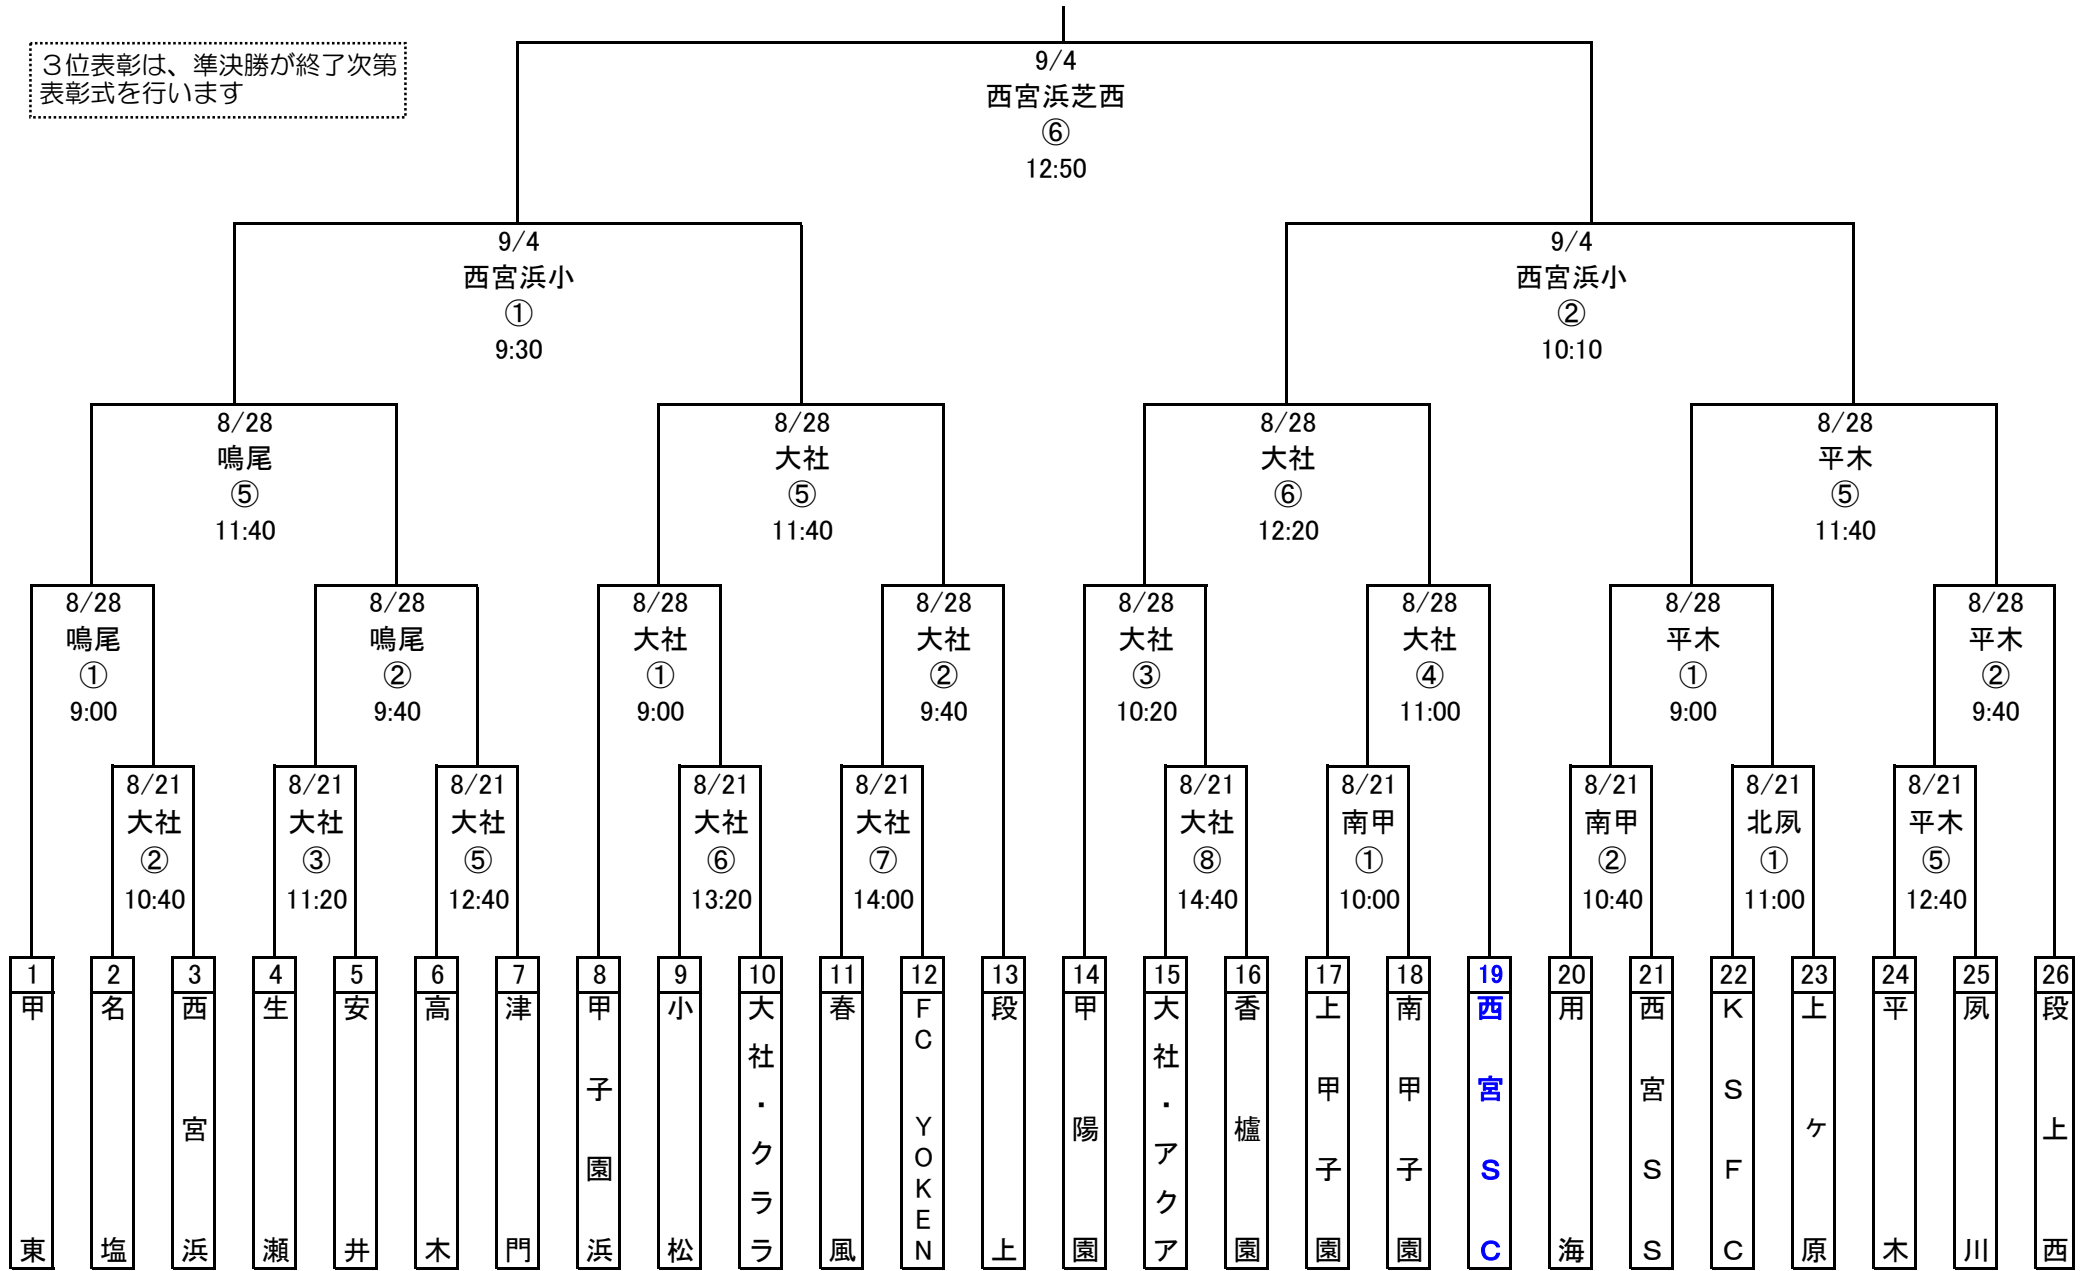 9/4
西宮浜芝西
⑥
12:50
３位表彰は、準決勝が終了次第
表彰式を行います
9/4
西宮浜小
①
9:30
9/4
西宮浜小
②
10:10
8/28
鳴尾
⑤
11:40
8/28
大社
⑤
11:40
8/28
大社
⑥
12:20
8/28
平木
⑤
11:40
8/28
鳴尾
①
9:00
8/28
鳴尾
②
9:40
8/28
大社
①
9:00
8/28
大社
②
9:40
8/28
大社
③
10:20
8/28
大社
④
11:00
8/28
平木
①
9:00
8/28
平木
②
9:40
8/21
大社
②
10:40
8/21
大社
③
11:20
8/21
大社
⑤
12:40
8/21
大社
⑥
13:20
8/21
大社
⑦
14:00
8/21
大社
⑧
14:40
8/21
南甲
①
10:00
8/21
南甲
②
10:40
8/21
北夙
①
11:00
8/21
平木
⑤
12:40
1
甲東
2
名塩
3
西宮浜
4
生瀬
5
安井
6
高木
7
津門
8
甲子園浜
9
小松
10
大社・クララ
11
春風
12
FC YOKEN
13
段上
14
甲陽園
15
大社・アクア
16
香櫨園
17
上甲子園
18
南甲子園
19
西宮ＳＣ
20
用海
21
西宮ＳＳ
22
ＫＳＦＣ
23
上ヶ原
24
平木
25
夙川
26
段上西